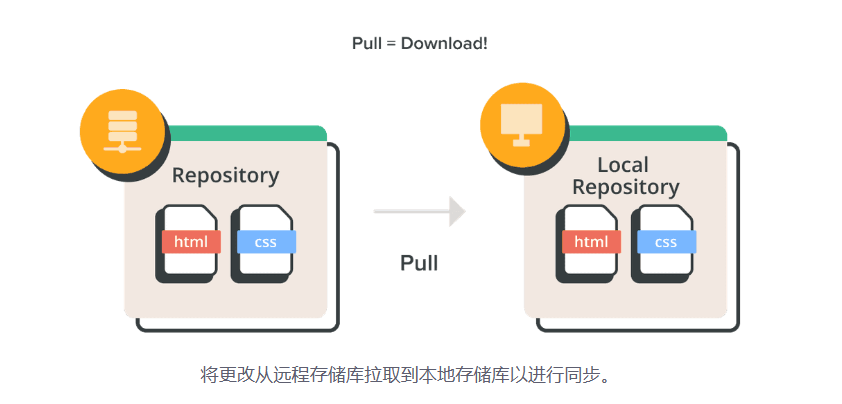 Pull = Download!
Repository
html
css
Pull
Local
Repository
html
css
将更改从远程存储库拉取到本地存储库以进行同步。